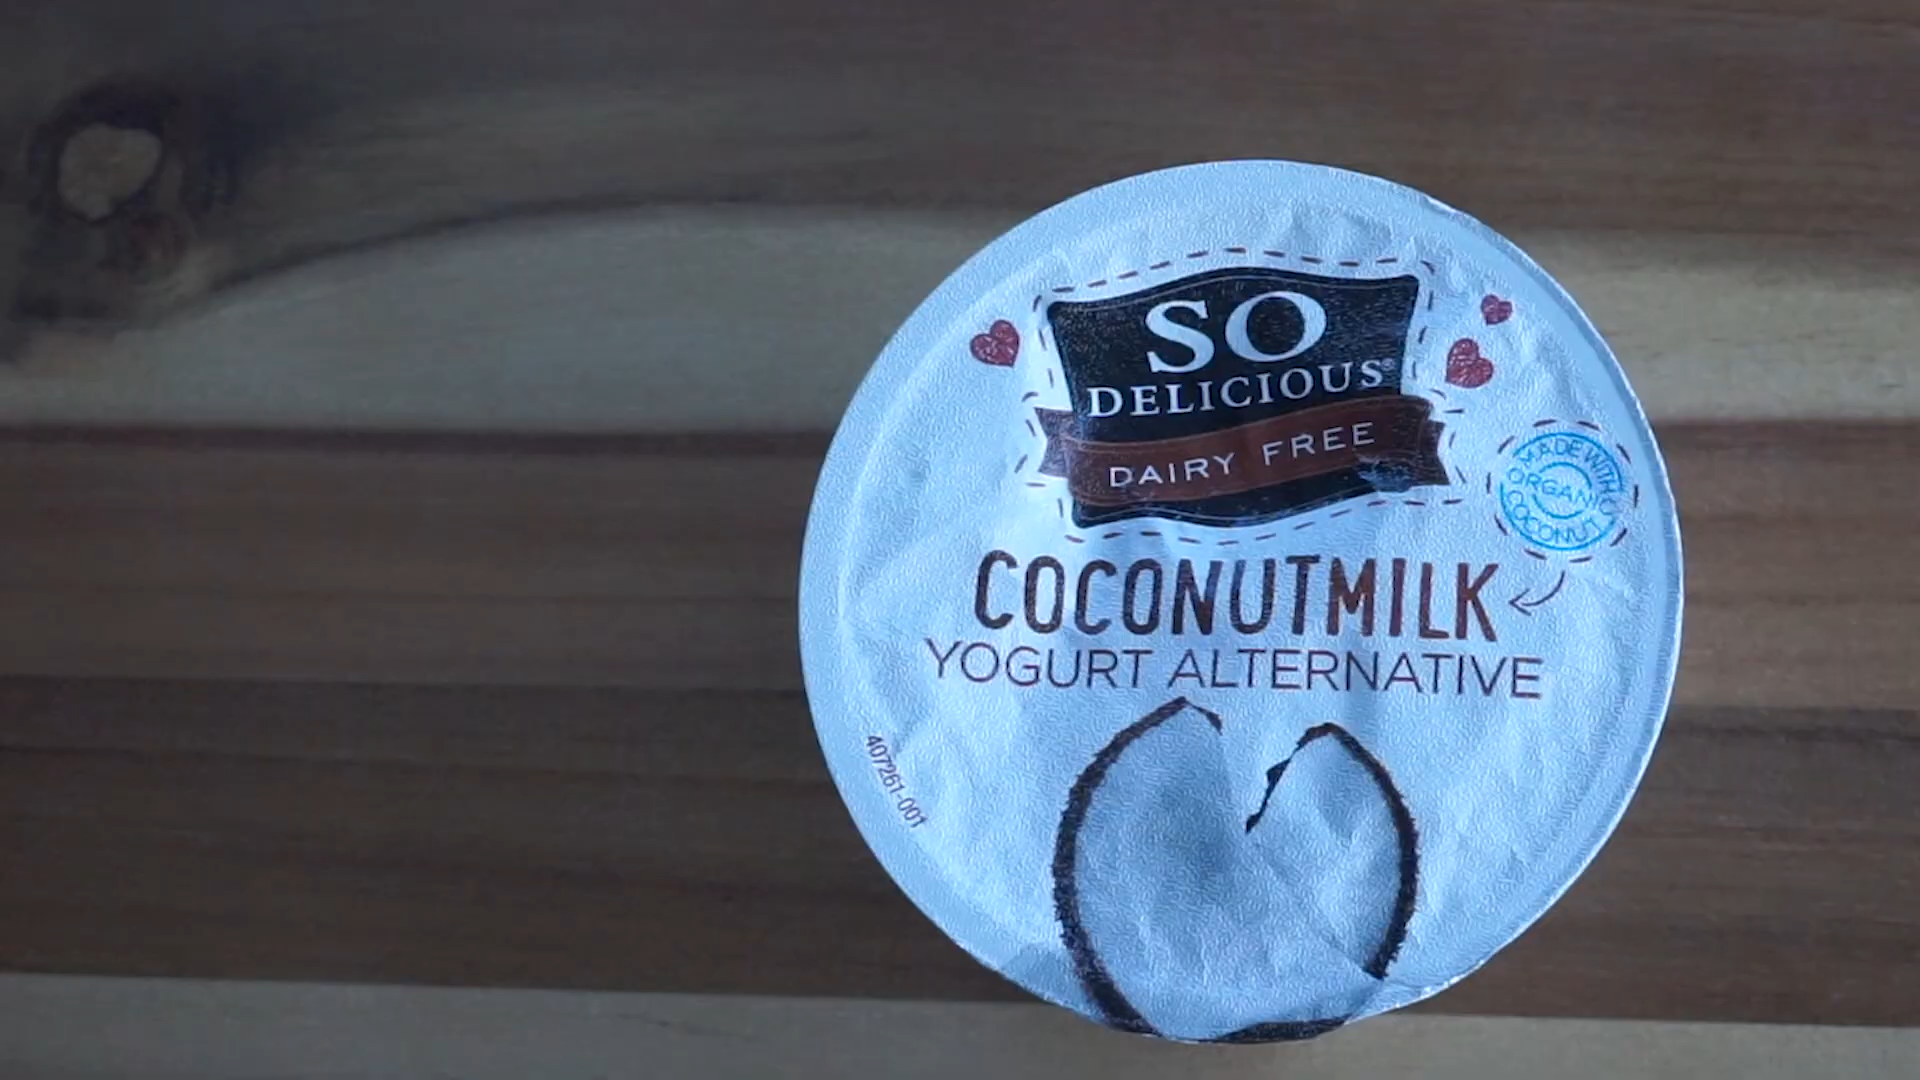 SO
DELICIOUS®
DAIRY FREE
MADE WITH
ORGANIC
COCONUT
COCONUTMILK
YOGURT ALTERNATIVE
407261-001